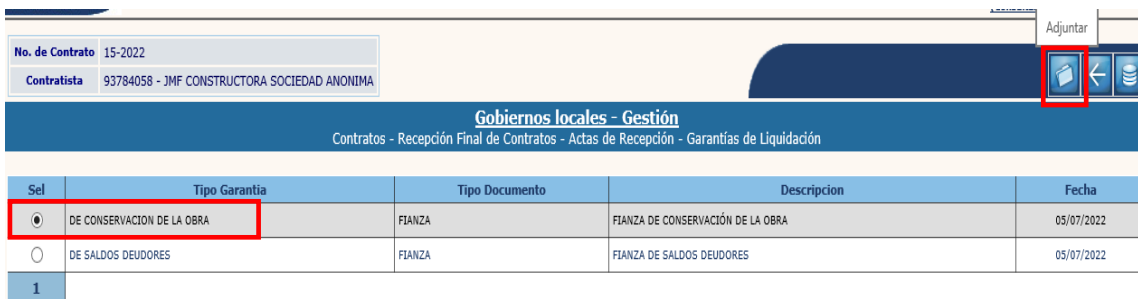 Adjuntar
No. de Contrato 15-2022
Contratista 93784058 - JMF CONSTRUCTORA SOCIEDAD ANONIMA
Gobiernos locales - Gestión
Contratos - Recepción Final de Contratos - Actas de Recepción - Garantías de Liquidación
Sel Tipo Garantia Tipo Documento Descripcion Fecha
DE CONSERVACION DE LA OBRA FIANZA FIANZA DE CONSERVACIÓN DE LA OBRA 05/07/2022
DE SALDOS DEUDORES FIANZA FIANZA DE SALDOS DEUDORES 05/07/2022
1